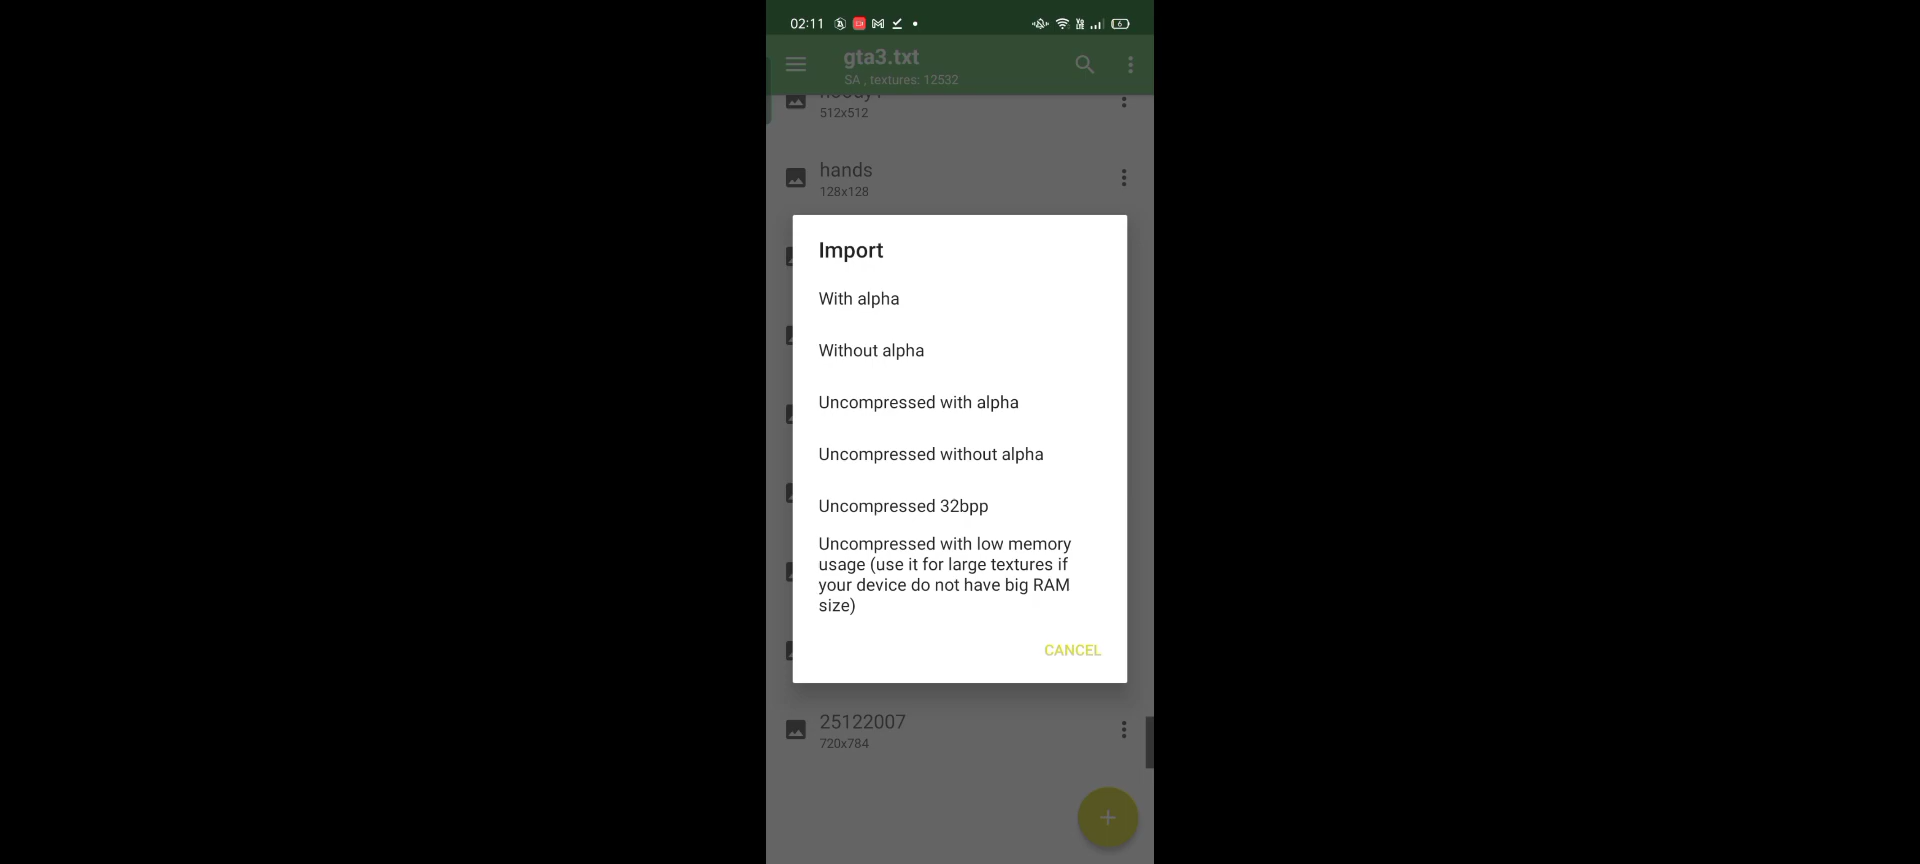 02:11
gta3.txt
SA , textures: 12532
512x512
hands
128x128
Import
With alpha
Without alpha
Uncompressed with alpha
Uncompressed without alpha
Uncompressed 32bpp
Uncompressed with low memory
usage (use it for large textures if
your device do not have big RAM
size)
CANCEL
25122007
720x784